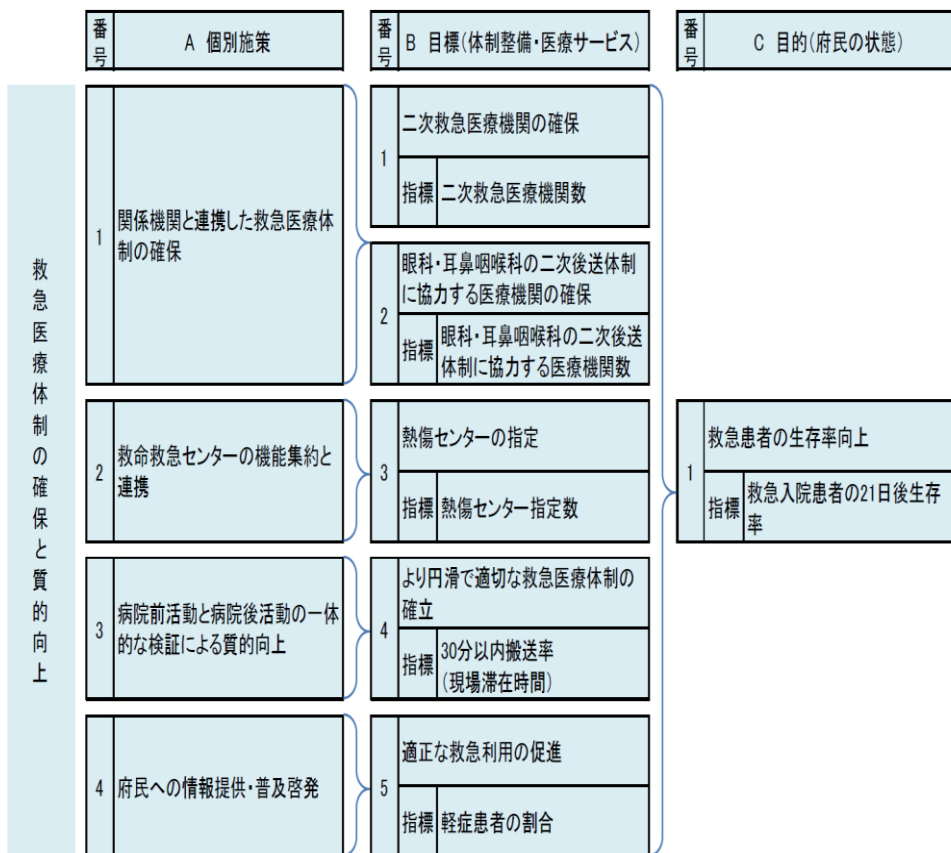 番号
A 個別施策
番号
B 目標(体制整備・医療サービス)
番号
C 目的(府民の状態)
救急医療体制の確保と質的向上
1
関係機関と連携した救急医療体
制の確保
1
二次救急医療機関の確保
指標
二次救急医療機関数
2
眼科・耳鼻咽喉科の二次後送体制
に協力する医療機関の確保
指標
眼科・耳鼻咽喉科の二次後送
体制に協力する医療機関数
2
救命救急センターの機能集約と
連携
3
熱傷センターの指定
指標
熱傷センター指定数
3
病院前活動と病院後活動の一体
的な検証による質的向上
4
より円滑で適切な救急医療体制の
確立
指標
30分以内搬送率
(現場滞在時間)
4
府民への情報提供・普及啓発
5
適正な救急利用の促進
指標
軽症患者の割合
1
救急患者の生存率向上
指標
救急入院患者の21日後生存
率